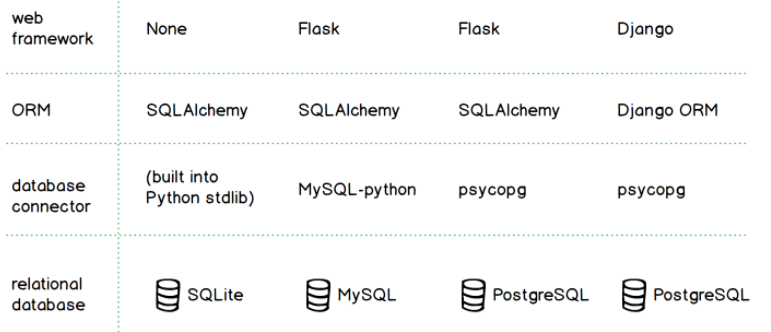 web
framework
None
Flask
Flask
Django
ORM
SQLAlchemy
SQLAlchemy
SQLAlchemy
Django ORM
database
connector
(built into
Python stdlib)
MySQL-python
psycopg
psycopg
relational
database
SQLite
MySQL
PostgreSQL
PostgreSQL